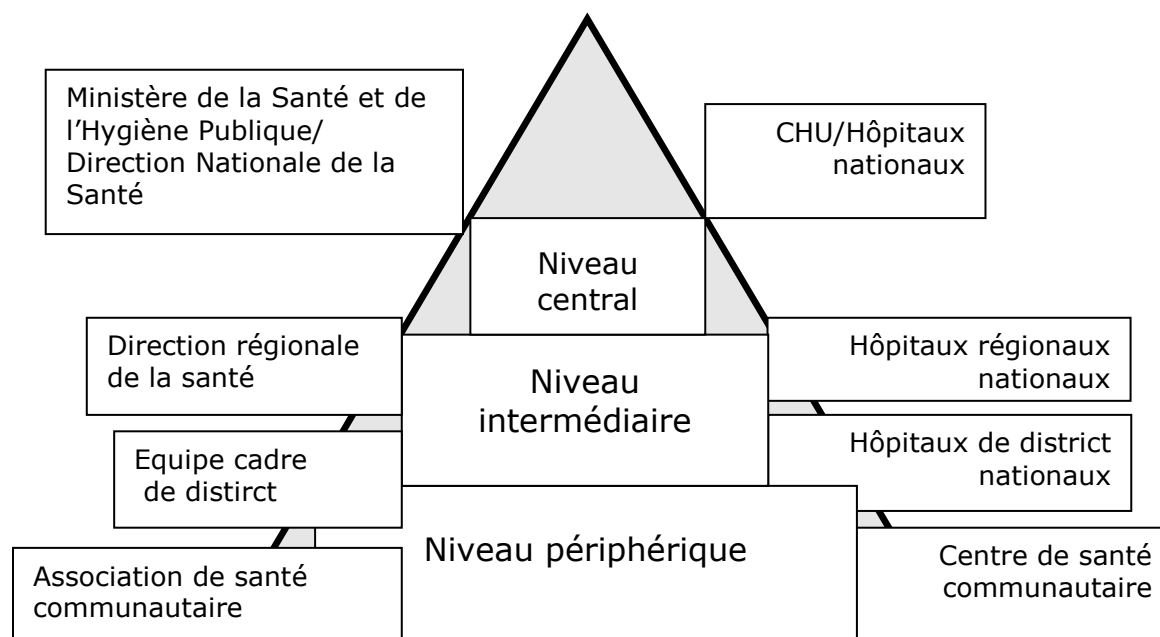 Ministère de la Santé et de
l’Hygiène Publique/
Direction Nationale de la
Santé
CHU/Hôpitaux
nationaux
Niveau
central
Direction régionale
de la santé
Hôpitaux régionaux
nationaux
Niveau
intermédiaire
Equipe cadre
de distirct
Hôpitaux de district
nationaux
Niveau périphérique
Association de santé
communautaire
Centre de santé
communautaire